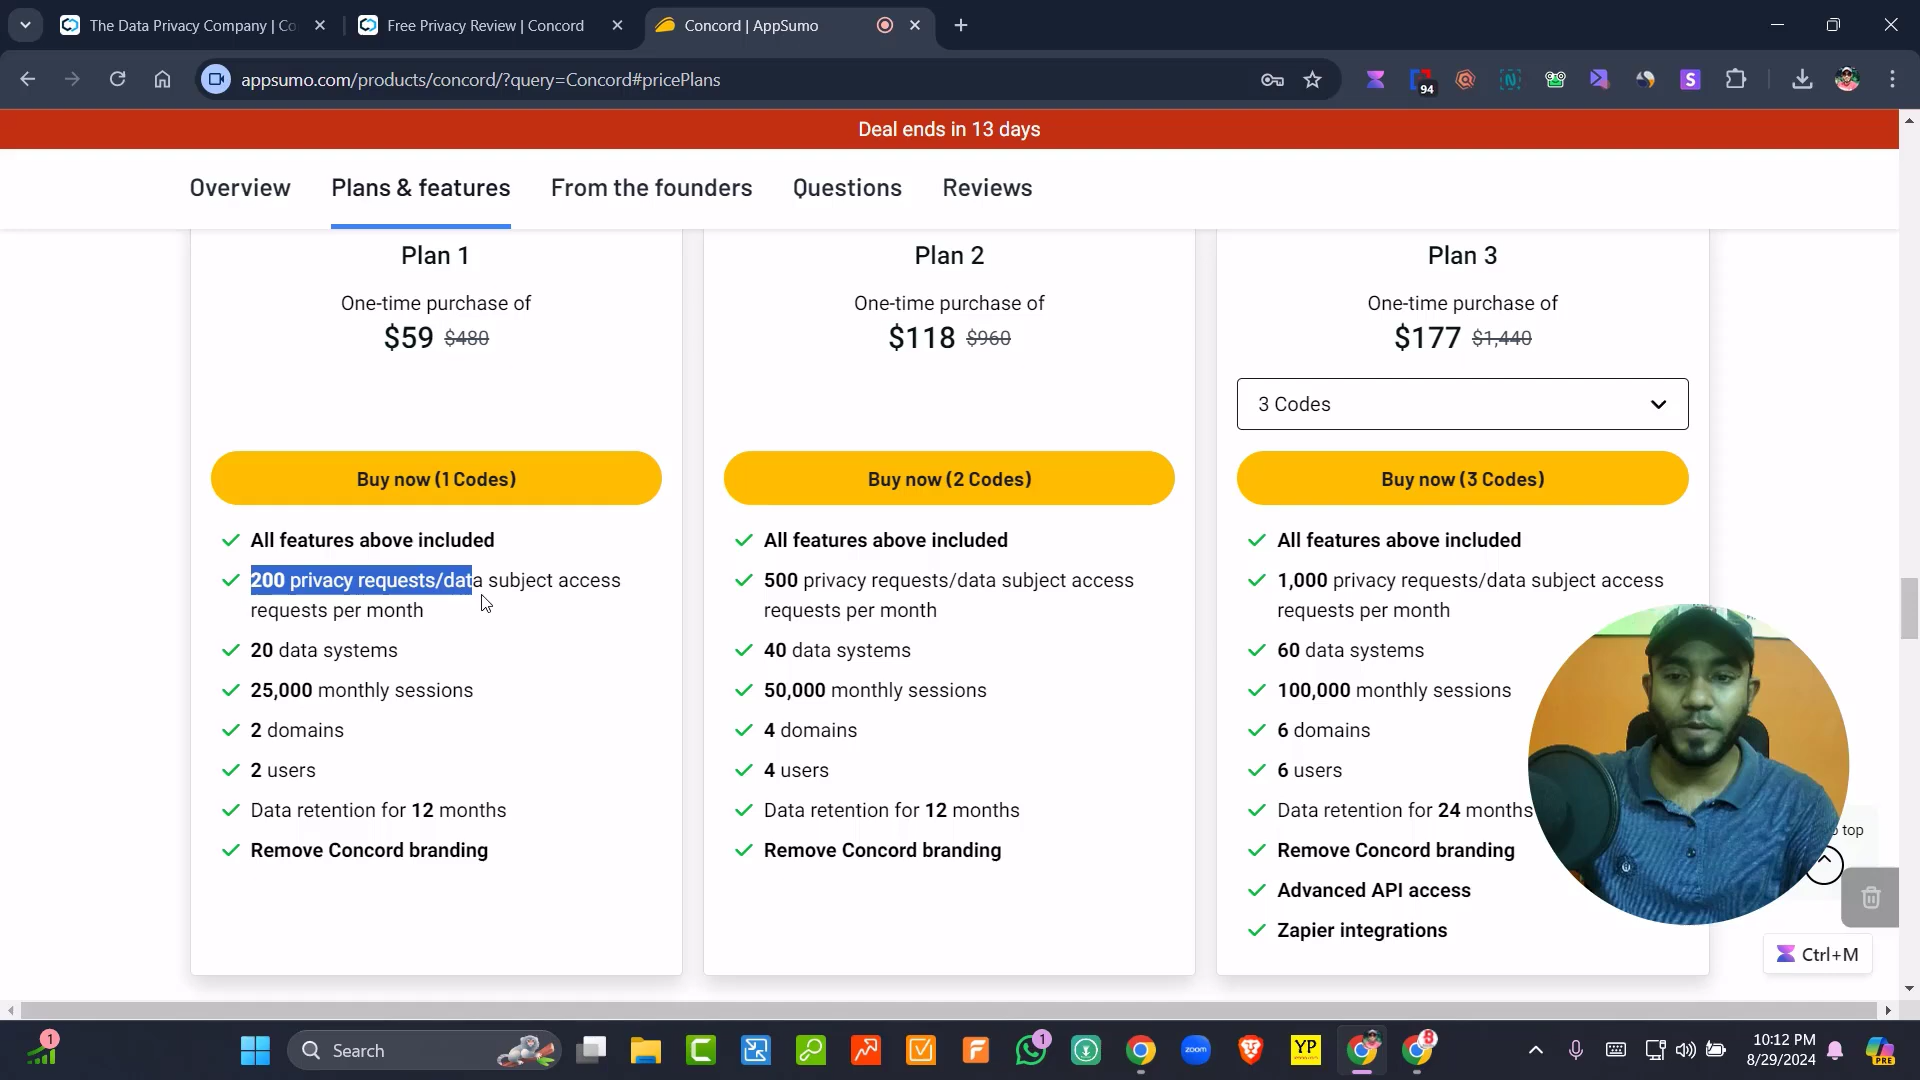 The Data Privacy Company | Co
Free Privacy Review | Concord
Concord | AppSumo
appsumo.com/products/concord/?query=Concord#pricePlans
94
S
Deal ends in 13 days
Overview
Plans & features
From the founders
Questions
Reviews
Plan 1
One-time purchase of
$59 $480
Buy now (1 Codes)
All features above included
200 privacy requests/data subject access
requests per month
20 data systems
25,000 monthly sessions
2 domains
2 users
Data retention for 12 months
Remove Concord branding
Plan 2
One-time purchase of
$118 $960
Buy now (2 Codes)
All features above included
500 privacy requests/data subject access
requests per month
40 data systems
50,000 monthly sessions
4 domains
4 users
Data retention for 12 months
Remove Concord branding
Plan 3
One-time purchase of
$177 $1,440
3 Codes
Buy now (3 Codes)
All features above included
1,000 privacy requests/data subject access
requests per month
60 data systems
100,000 monthly sessions
6 domains
6 users
Data retention for 24 months
Remove Concord branding
Advanced API access
Zapier integrations
top
Ctrl+M
1
Search
1
zoom
YP
8
10:12 PM
8/29/2024
PRE